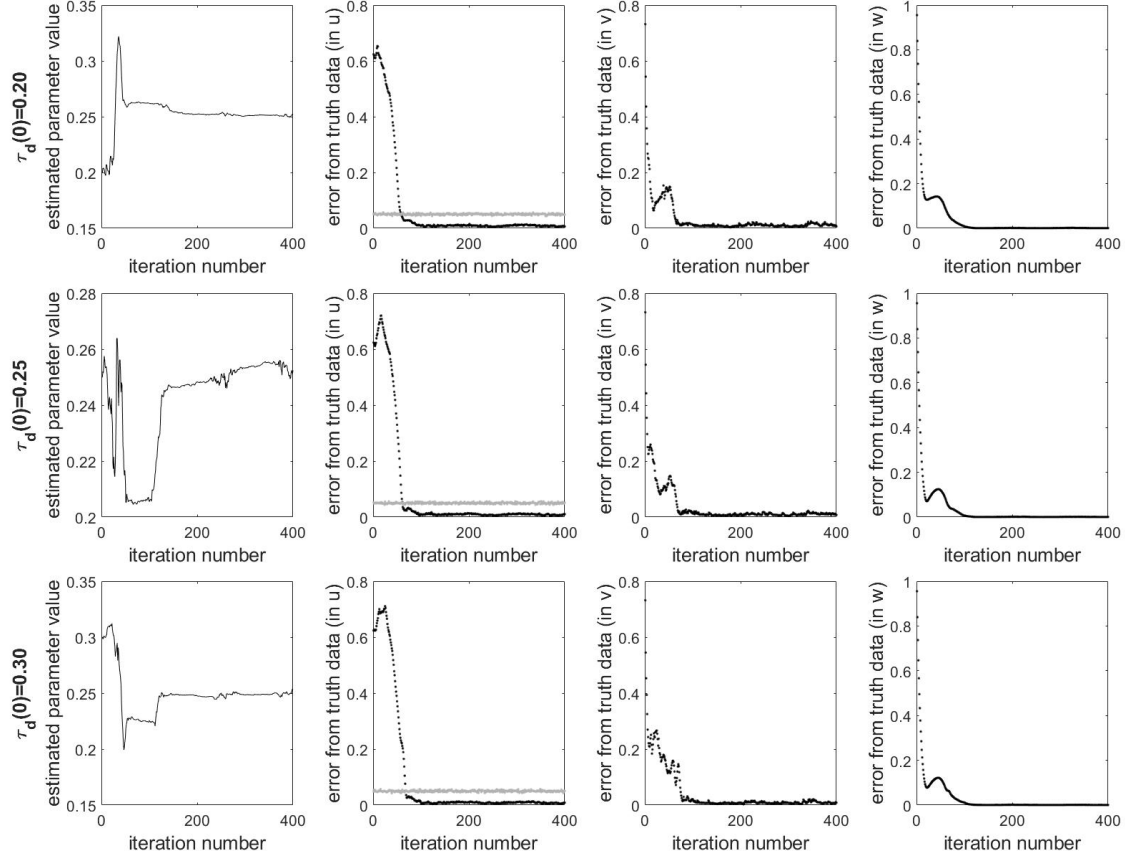 τd(0)=0.20
estimated parameter value
0.35
0.3
0.25
0.2
0.15
0 200 400
iteration number
error from truth data (in u)
0.8
0.6
0.4
0.2
0
0 200 400
iteration number
error from truth data (in v)
0.8
0.6
0.4
0.2
0
0 200 400
iteration number
error from truth data (in w)
1
0.8
0.6
0.4
0.2
0
0 200 400
iteration number
τd(0)=0.25
estimated parameter value
0.28
0.26
0.24
0.22
0.2
0 200 400
iteration number
error from truth data (in u)
0.8
0.6
0.4
0.2
0
0 200 400
iteration number
error from truth data (in v)
0.8
0.6
0.4
0.2
0
0 200 400
iteration number
error from truth data (in w)
1
0.8
0.6
0.4
0.2
0
0 200 400
iteration number
τd(0)=0.30
estimated parameter value
0.35
0.3
0.25
0.2
0.15
0 200 400
iteration number
error from truth data (in u)
0.8
0.6
0.4
0.2
0
0 200 400
iteration number
error from truth data (in v)
0.8
0.6
0.4
0.2
0
0 200 400
iteration number
error from truth data (in w)
1
0.8
0.6
0.4
0.2
0
0 200 400
iteration number